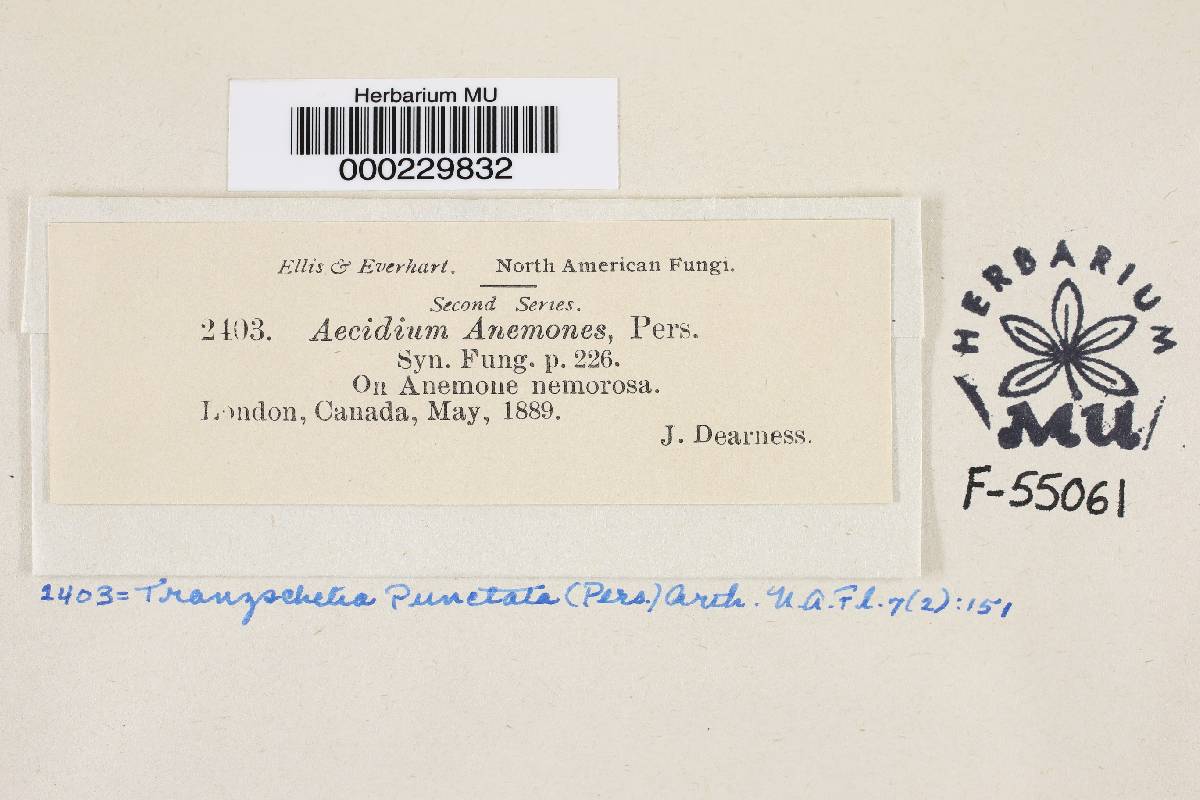 Herbarium MU
000229832
Ellis & Everhart. North American Fungi.
Second Series.
2403. Aecidium Anemones, Pers.
Syn. Fung. p. 226.
On Anemone nemorosa.
London, Canada, May, 1889.
J. Dearness.
HERBARIUM
MU
F-55061
2403 = Tranzschelia Punctata (Pers.) Arth. N.A.Fl. 7(2):151